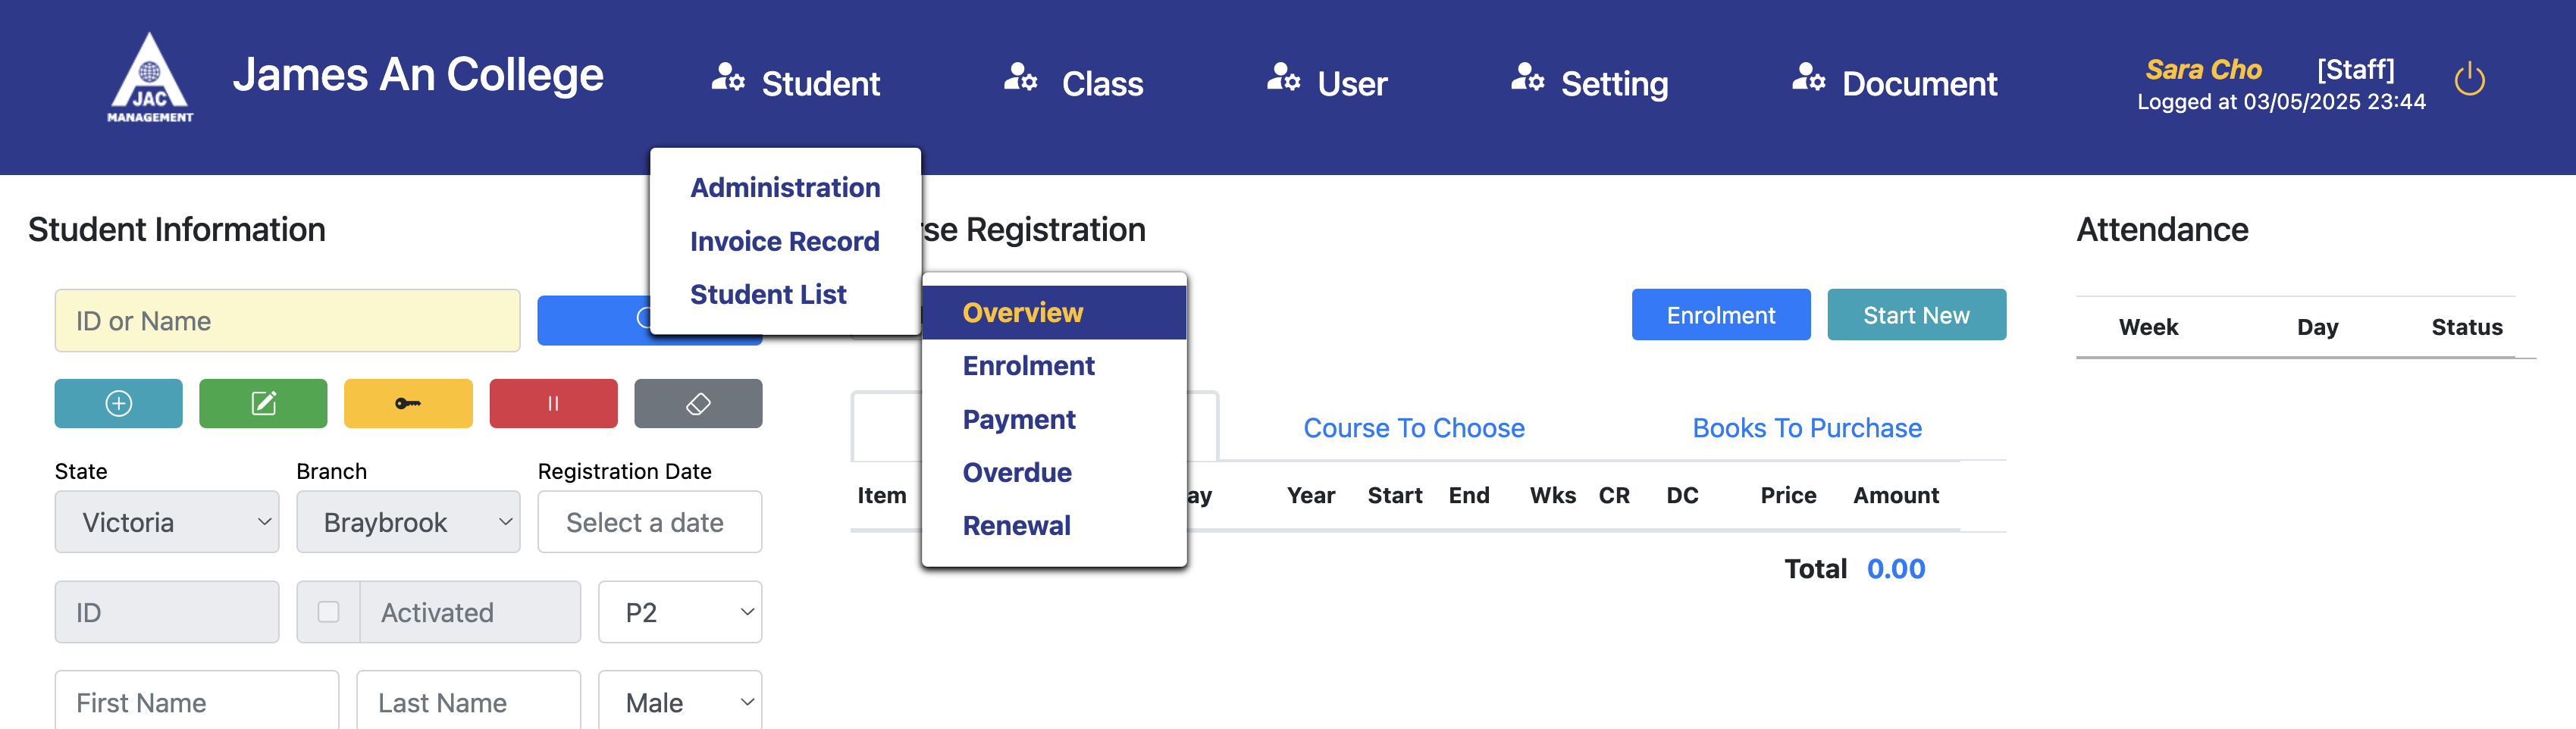 JAC
MANAGEMENT
James An College
Student
Class
User
Setting
Document
Sara Cho [Staff]
Logged at 03/05/2025 23:44
Administration
Invoice Record
Student List
Overview
Enrolment
Payment
Overdue
Renewal
Student Information
ID or Name
State
Branch
Registration Date
Victoria
Braybrook
Select a date
ID
Activated
P2
First Name
Last Name
Male
Registration
Enrolment
Start New
Course To Choose
Books To Purchase
Item Year Start End Wks CR DC Price Amount
Total 0.00
Attendance
Week Day Status